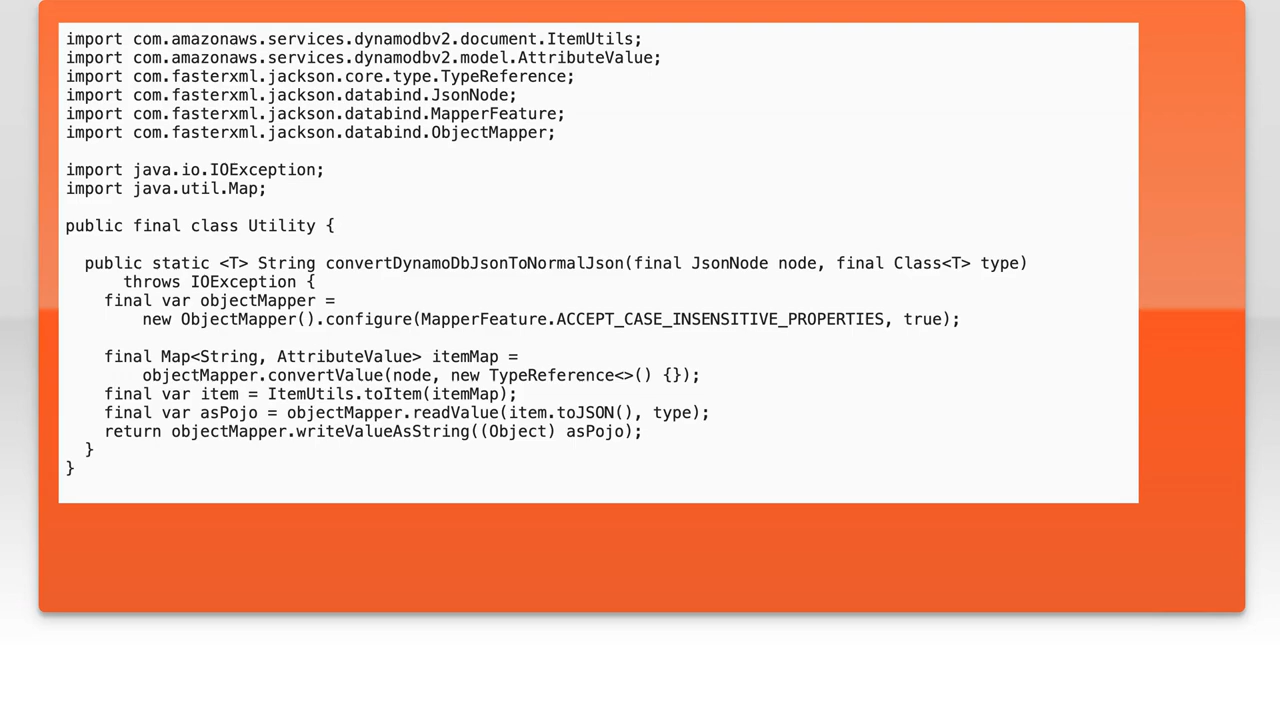 import com.amazonaws.services.dynamodbv2.document.ItemUtils;
import com.amazonaws.services.dynamodbv2.model.AttributeValue;
import com.fasterxml.jackson.core.type.TypeReference;
import com.fasterxml.jackson.databind.JsonNode;
import com.fasterxml.jackson.databind.MapperFeature;
import com.fasterxml.jackson.databind.ObjectMapper;

import java.io.IOException;
import java.util.Map;

public final class Utility {

  public static <T> String convertDynamoDbJsonToNormalJson(final JsonNode node, final Class<T> type)
      throws IOException {
    final var objectMapper =
        new ObjectMapper().configure(MapperFeature.ACCEPT_CASE_INSENSITIVE_PROPERTIES, true);

    final Map<String, AttributeValue> itemMap =
        objectMapper.convertValue(node, new TypeReference<>() {});
    final var item = ItemUtils.toItem(itemMap);
    final var asPojo = objectMapper.readValue(item.toJSON(), type);
    return objectMapper.writeValueAsString((Object) asPojo);
  }
}